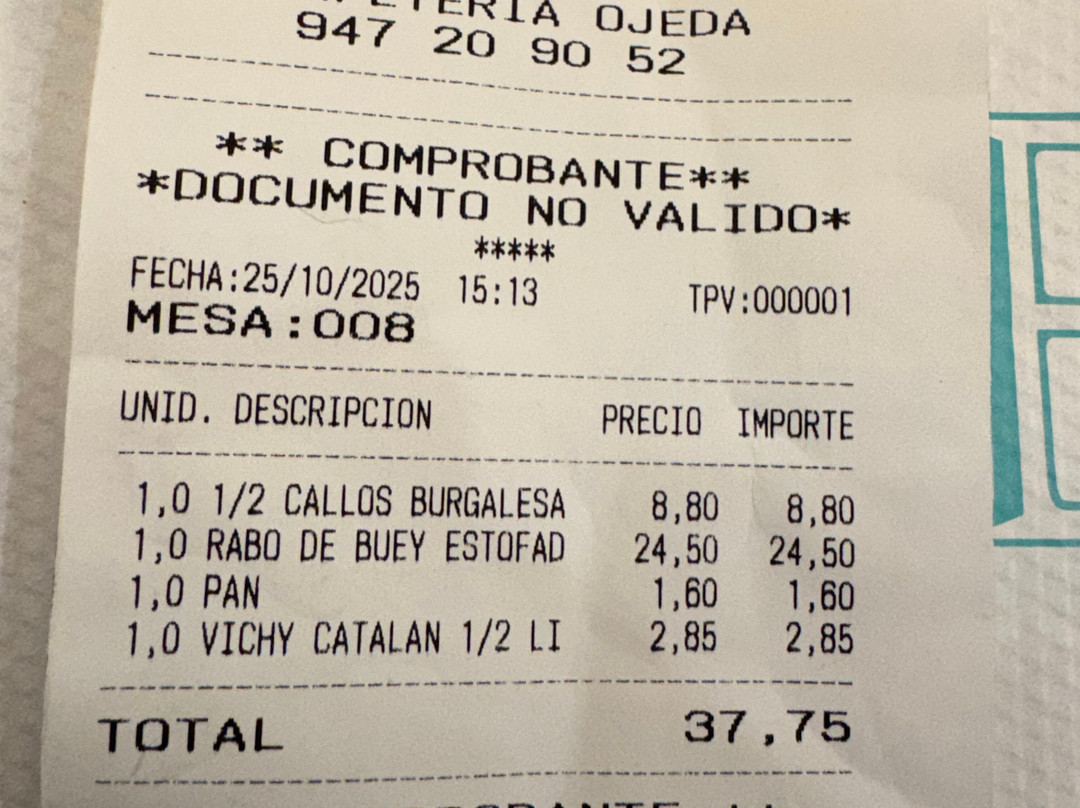 OJEDA
947 20 90 52
** COMPROBANTE**
*DOCUMENTO NO VALIDO*
*****
FECHA:25/10/2025 15:13 TPV:000001
MESA:008
UNID. DESCRIPCION PRECIO IMPORTE
1,0 1/2 CALLOS BURGALESA 8,80 8,80
1,0 RABO DE BUEY ESTOFAD 24,50 24,50
1,0 PAN 1,60 1,60
1,0 VICHY CATALAN 1/2 LI 2,85 2,85
TOTAL 37,75